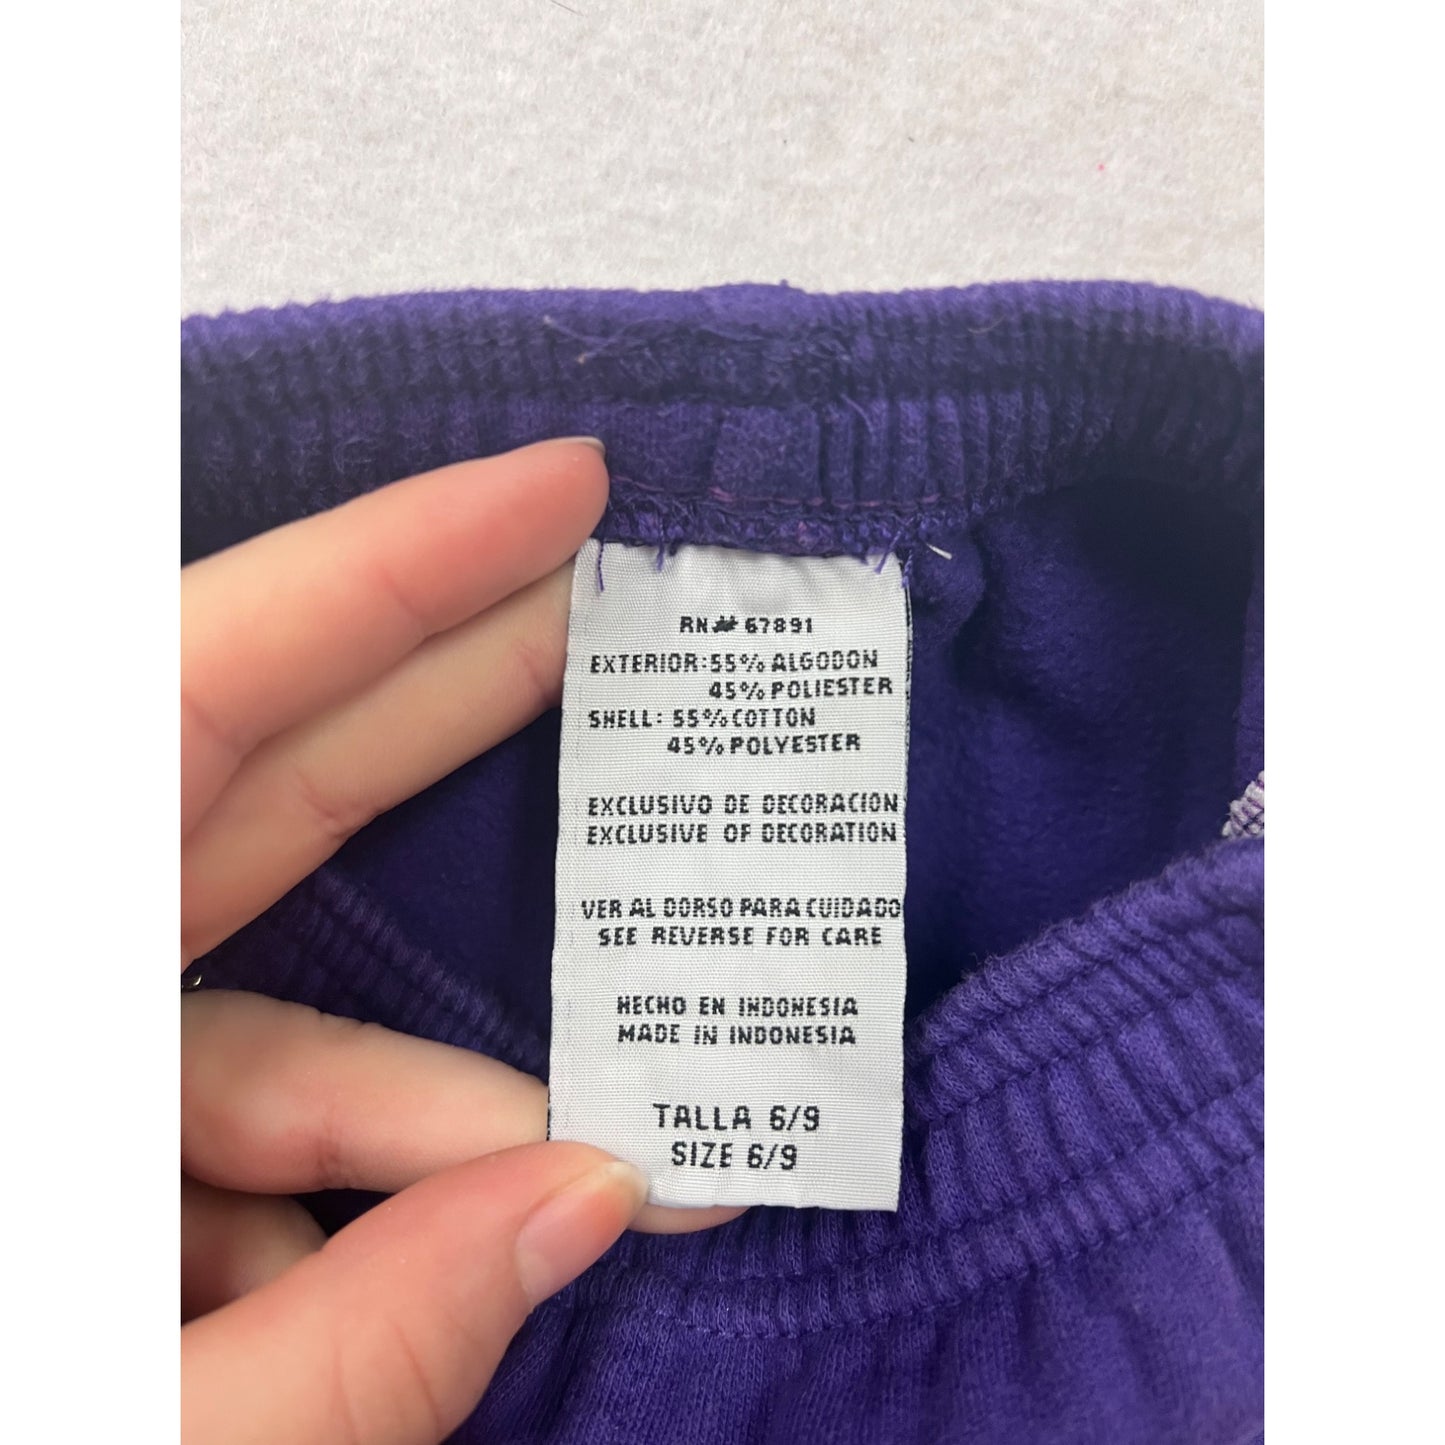 RN# 67891
EXTERIOR: 55% ALGODON
45% POLIESTER
SHELL: 55% COTTON
45% POLYESTER
EXCLUSIVO DE DECORACION
EXCLUSIVE OF DECORATION
VER AL DORSO PARA CUIDADO
SEE REVERSE FOR CARE
HECHO EN INDONESIA
MADE IN INDONESIA
TALLA 6/9
SIZE 6/9